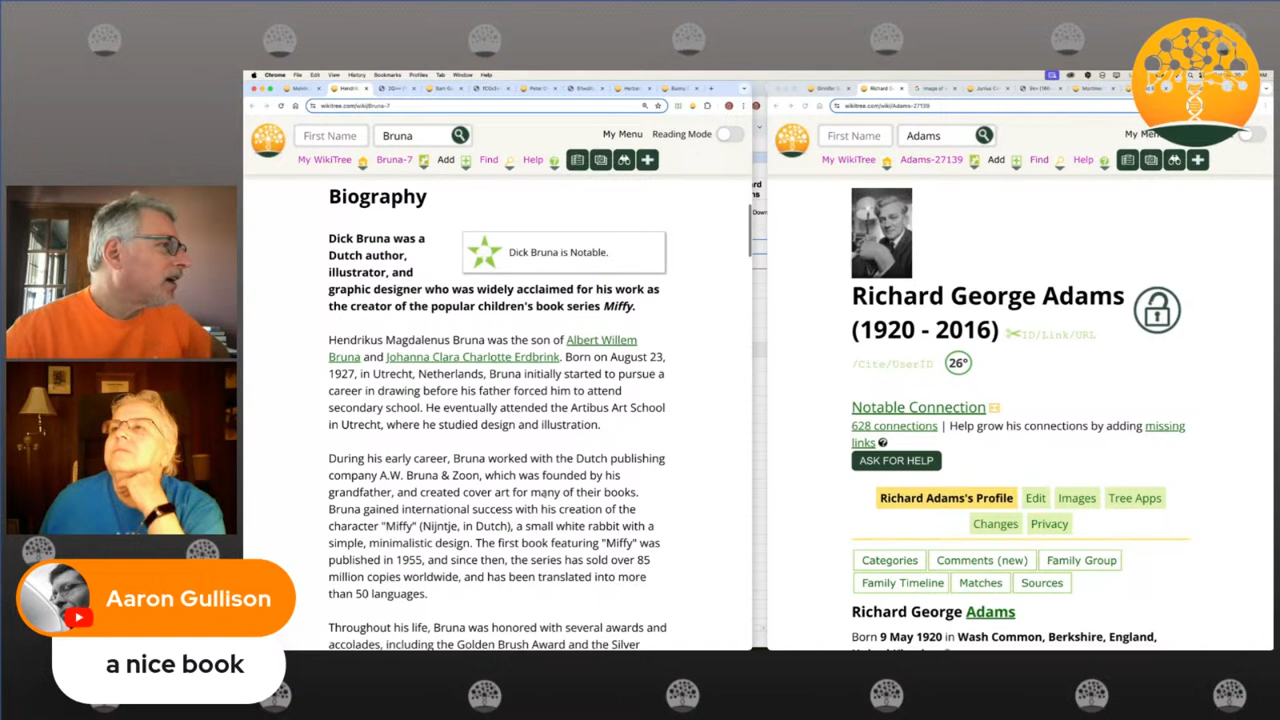 Chrome File Edit View History Bookmarks Profiles Tab Window Help
wikitree.com/wiki/Bruna-7
First Name Bruna
My Menu Reading Mode
My WikiTree Bruna-7 Add Find Help
Biography
Dick Bruna was a
Dutch author,
illustrator, and
graphic designer who was widely acclaimed for his work as
the creator of the popular children's book series Miffy.
Dick Bruna is Notable.
Hendrikus Magdalenus Bruna was the son of Albert Willem
Bruna and Johanna Clara Charlotte Erdbrink. Born on August 23,
1927, in Utrecht, Netherlands, Bruna initially started to pursue a
career in drawing before his father forced him to attend
secondary school. He eventually attended the Artibus Art School
in Utrecht, where he studied design and illustration.
During his early career, Bruna worked with the Dutch publishing
company A.W. Bruna & Zoon, which was founded by his
grandfather, and created cover art for many of their books.
Bruna gained international success with his creation of the
character "Miffy" (Nijntje, in Dutch), a small white rabbit with a
simple, minimalistic design. The first book featuring "Miffy" was
published in 1955, and since then, the series has sold over 85
million copies worldwide, and has been translated into more
than 50 languages.
Throughout his life, Bruna was honored with several awards and
accolades, including the Golden Brush Award and the Silver
wikitree.com/wiki/Adams-27139
First Name Adams
My WikiTree Adams-27139 Add Find Help
Richard George Adams
(1920 - 2016) ID/Link/URL
/Cite/UserID 26°
Notable Connection
628 connections | Help grow his connections by adding missing
links
ASK FOR HELP
Richard Adams's Profile Edit Images Tree Apps
Changes Privacy
Categories Comments (new) Family Group
Family Timeline Matches Sources
Richard George Adams
Born 9 May 1920 in Wash Common, Berkshire, England,
Aaron Gullison
a nice book